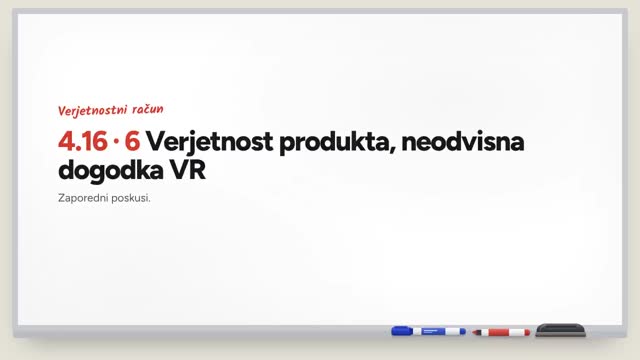 Verjetnostni račun
4.16 · 6 Verjetnost produkta, neodvisna
dogodka VR
Zaporedni poskusi.